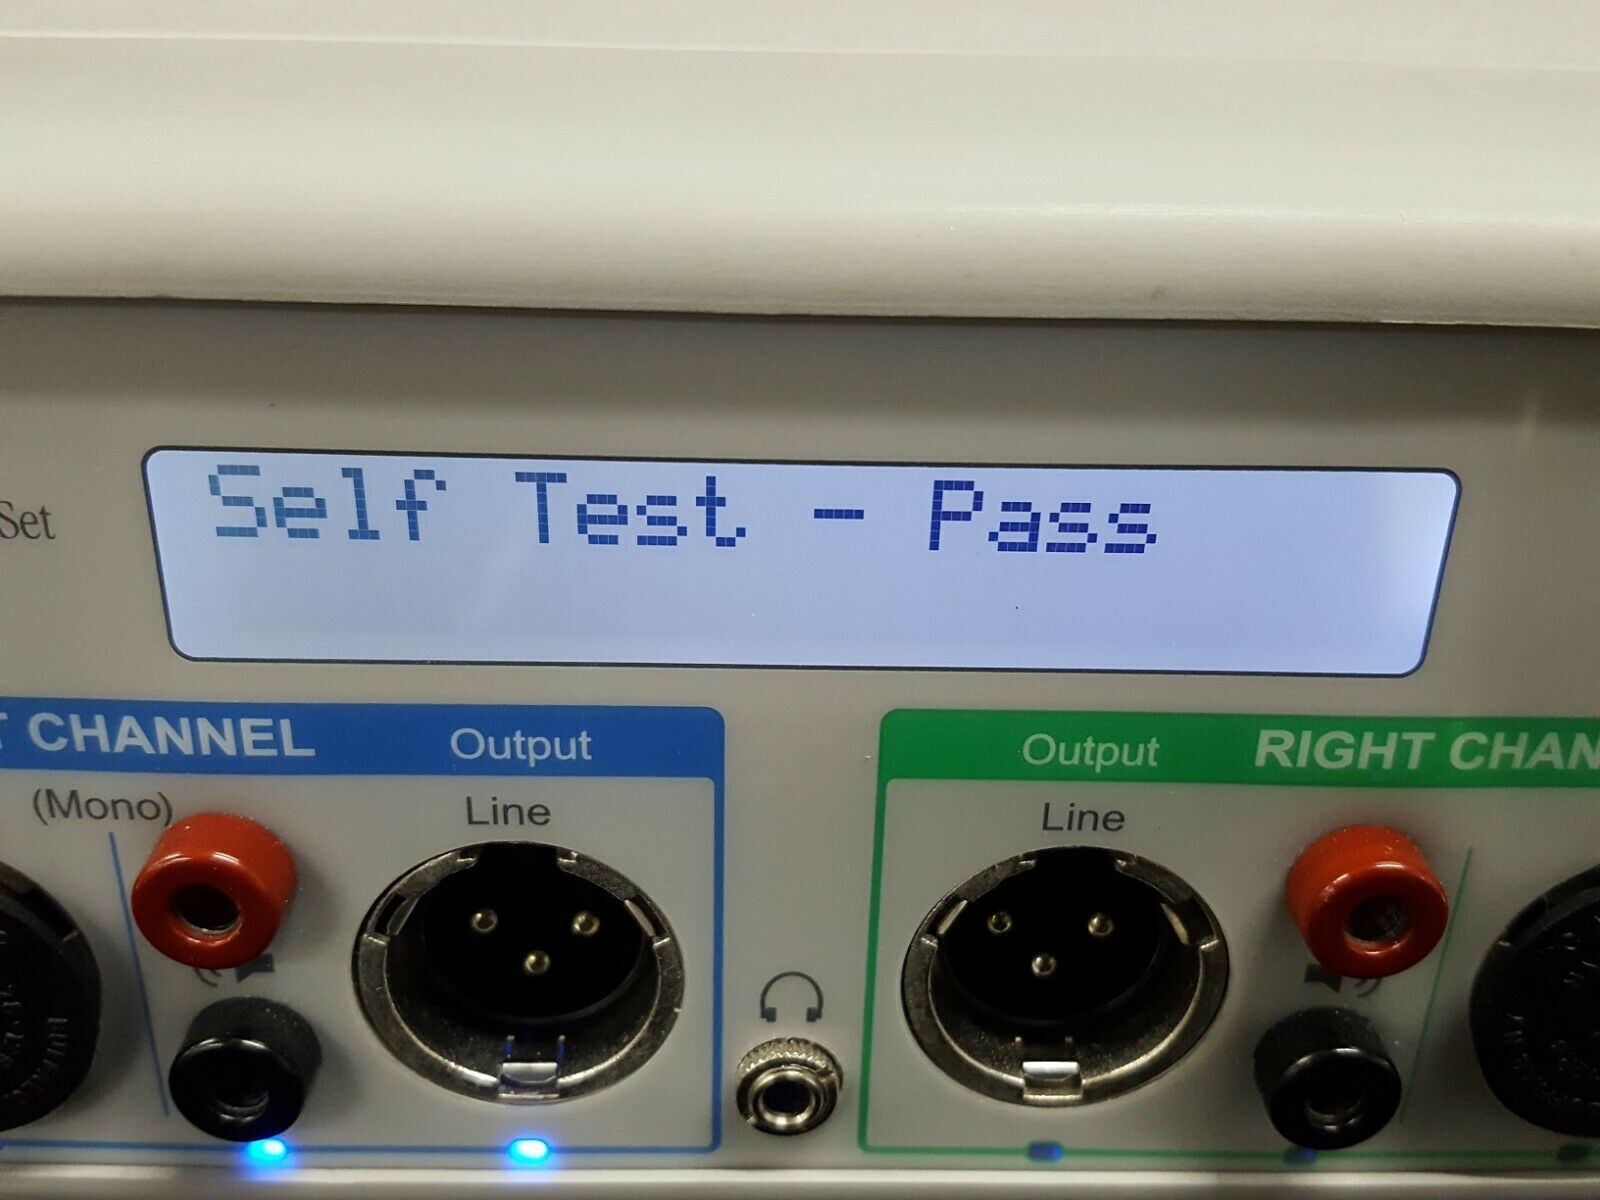 Self Test - Pass
Set
CHANNEL Output
(Mono)
Line
Output RIGHT CHAN
Line